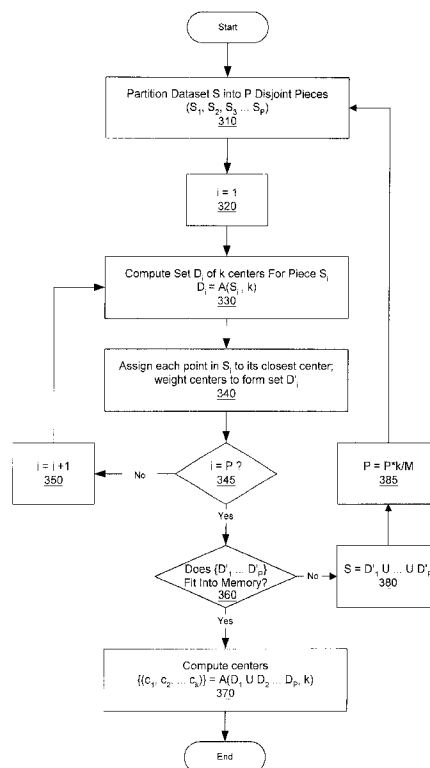 Start
Partition Dataset S into P Disjoint Pieces
(S₁, S₂, S₃ ... Sₚ)
310
i = 1
320
Compute Set Dᵢ of k centers For Piece Sᵢ
Dᵢ = A(Sᵢ , k)
330
Assign each point in Sᵢ to its closest center;
weight centers to form set D'ᵢ
340
i = i +1
350
No
i = P ?
345
P = P*k/M
385
Yes
Does {D'₁ ... D'ₚ}
Fit Into Memory?
360
No
S = D'₁ U ... U D'ₚ
380
Yes
Compute centers
{(c₁, c₂, ... cₖ)} = A(D₁ U D₂ ... Dₚ, k)
370
End